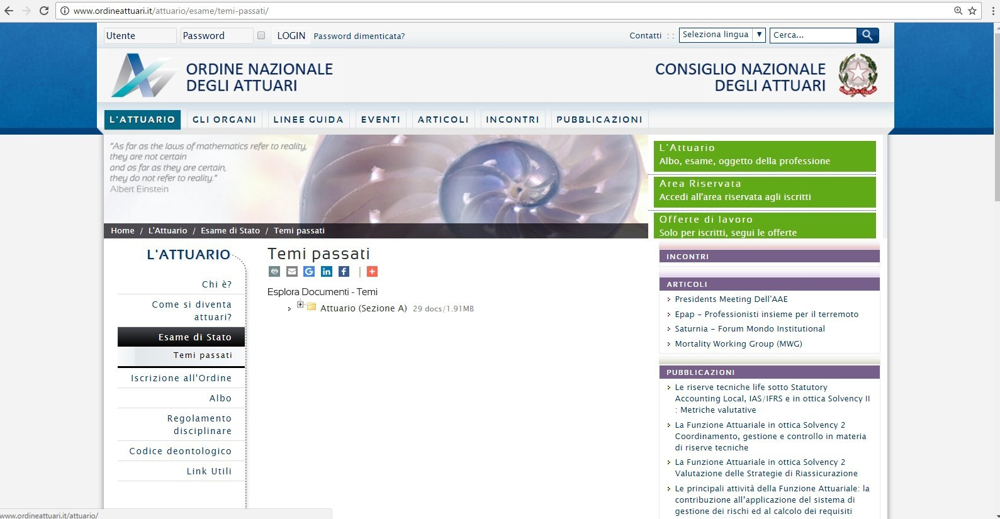 www.ordineattuari.it/attuario/esame/temi-passati/
Utente
Password
LOGIN
Password dimenticata?
Contatti : :
Seleziona lingua
Cerca...
ORDINE NAZIONALE
DEGLI ATTUARI
CONSIGLIO NAZIONALE
DEGLI ATTUARI
L'ATTUARIO
GLI ORGANI
LINEE GUIDA
EVENTI
ARTICOLI
INCONTRI
PUBBLICAZIONI
"As far as the laws of mathematics refer to reality,
they are not certain
and as far as they are certain,
they do not refer to reality."
Albert Einstein
L'Attuario
Albo, esame, oggetto della professione
Area Riservata
Accedi all'area riservata agli iscritti
Offerte di lavoro
Solo per iscritti, segui le offerte
Home / L'Attuario / Esame di Stato / Temi passati
L'ATTUARIO
Chi è?
Come si diventa
attuari?
Esame di Stato
Temi passati
Iscrizione all'Ordine
Albo
Regolamento
disciplinare
Codice deontologico
Link Utili
Temi passati
Esplora Documenti - Temi
Attuario (Sezione A) 29 docs/1.91MB
INCONTRI
ARTICOLI
Presidents Meeting Dell'AAE
Epap - Professionisti insieme per il terremoto
Saturnia - Forum Mondo Institutional
Mortality Working Group (MWG)
PUBBLICAZIONI
Le riserve tecniche life sotto Statutory
Accounting Local, IAS/IFRS e in ottica Solvency II
: Metriche valutative
La Funzione Attuariale in ottica Solvency 2
Coordinamento, gestione e controllo in materia
di riserve tecniche
La Funzione Attuariale in ottica Solvency 2
Valutazione delle Strategie di Riassicurazione
Le principali attività della Funzione Attuariale: la
contribuzione all'applicazione del sistema di
gestione dei rischi ed al calcolo dei requisiti
www.ordineattuari.it/attuario/